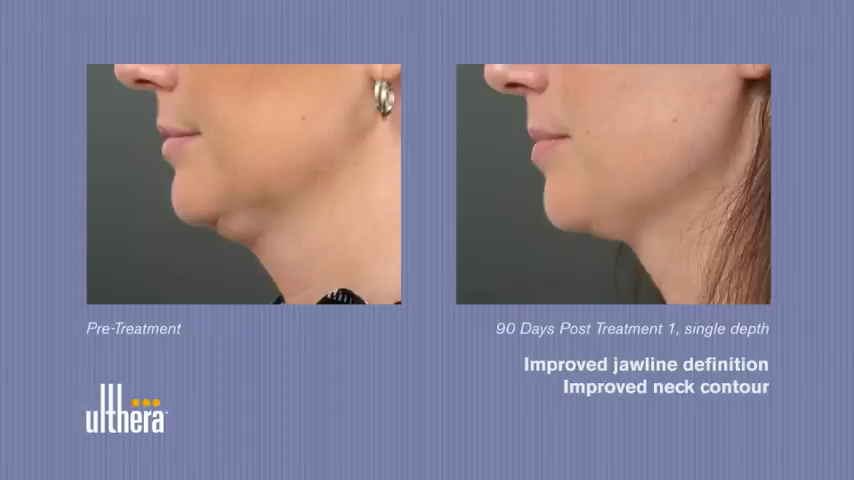 Pre-Treatment
90 Days Post Treatment 1, single depth
Improved jawline definition
Improved neck contour
ulthera